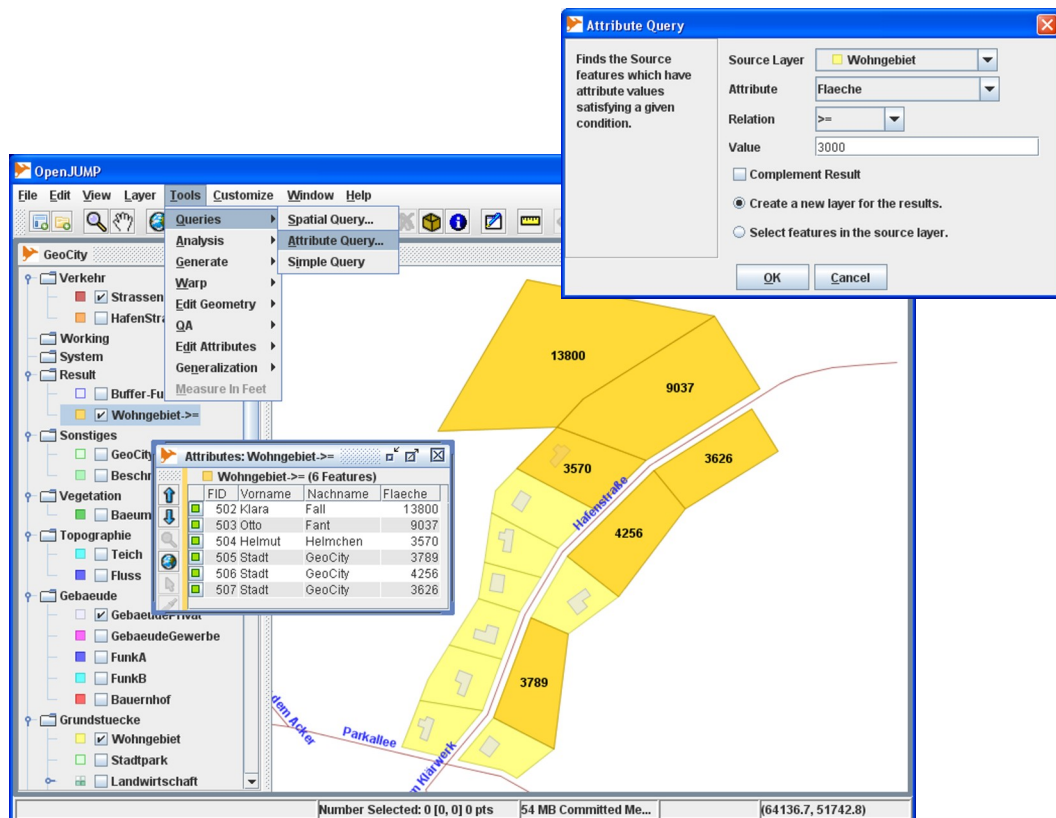 Attribute Query
Finds the Source
features which have
attribute values
satisfying a given
condition.
Source Layer Wohngebiet
Attribute Flaeche
Relation >=
Value 3000
Complement Result
Create a new layer for the results.
Select features in the source layer.
OK Cancel
OpenJUMP
File Edit View Layer Tools Customize Window Help
Queries
Analysis
Generate
Warp
Edit Geometry
QA
Edit Attributes
Generalization
Measure In Feet
Spatial Query...
Attribute Query...
Simple Query
GeoCity
Verkehr
Strassen
Working
System
Result
Wohngebiet->=
Sonstiges
Vegetation
Topographie
Teich
Fluss
Gebaeude
GebaeudePrivat
GebaeudeGewerbe
FunkA
FunkB
Bauernhof
Grundstuecke
Wohngebiet
Stadtpark
Landwirtschaft
Attributes: Wohngebiet->=
Wohngebiet->= (6 Features)
FID Vorname Nachname Flaeche
502 Klara Fall 13800
503 Otto Fant 9037
504 Helmut Helmchen 3570
505 Stadt GeoCity 3789
506 Stadt GeoCity 4256
507 Stadt GeoCity 3626
13800
9037
3626
3570
Hafenstraße
4256
3789
dem Acker
Parkallee
Klärwerk
Number Selected: 0 [0, 0] 0 pts 54 MB Committed Me... (64136.7, 51742.8)